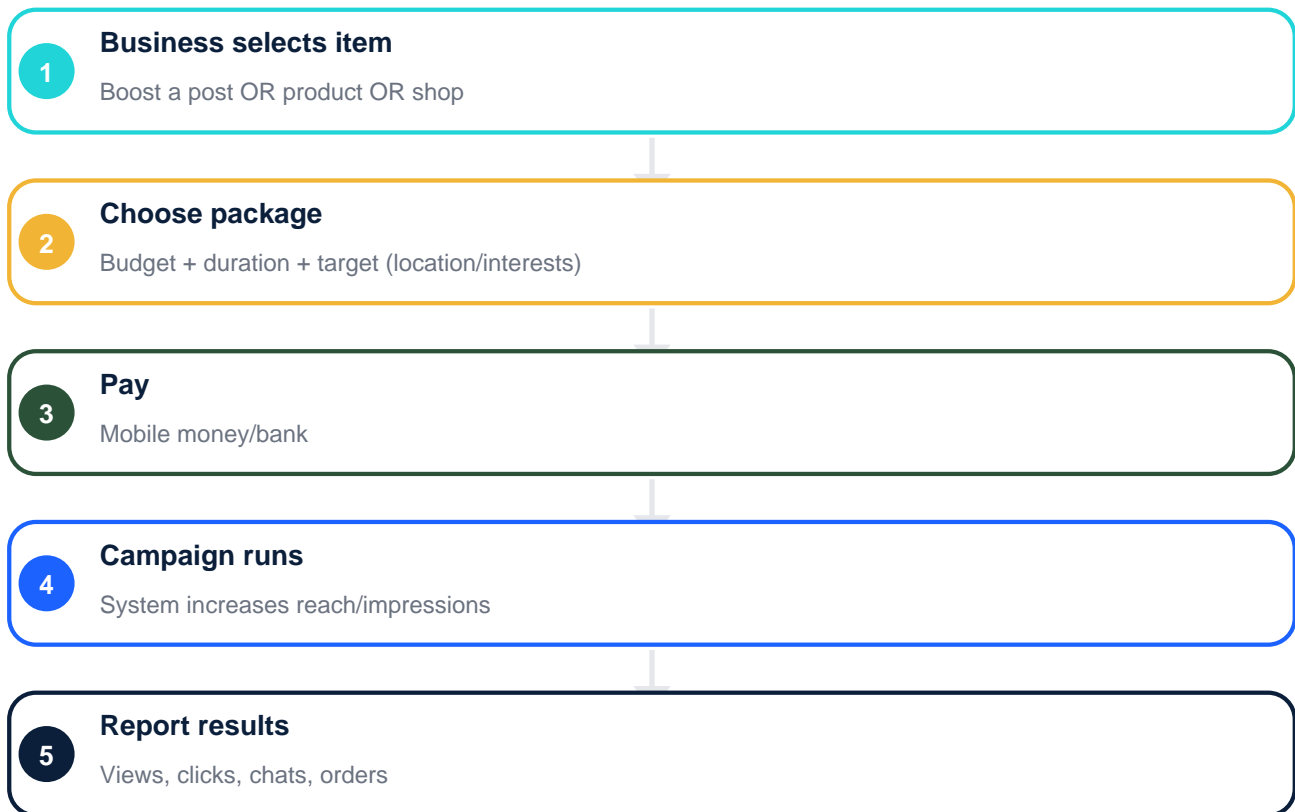 Business selects item
1
Boost a post OR product OR shop
Choose package
2
Budget + duration + target (location/interests)
Pay
3
Mobile money/bank
Campaign runs
4
System increases reach/impressions
Report results
5
Views, clicks, chats, orders